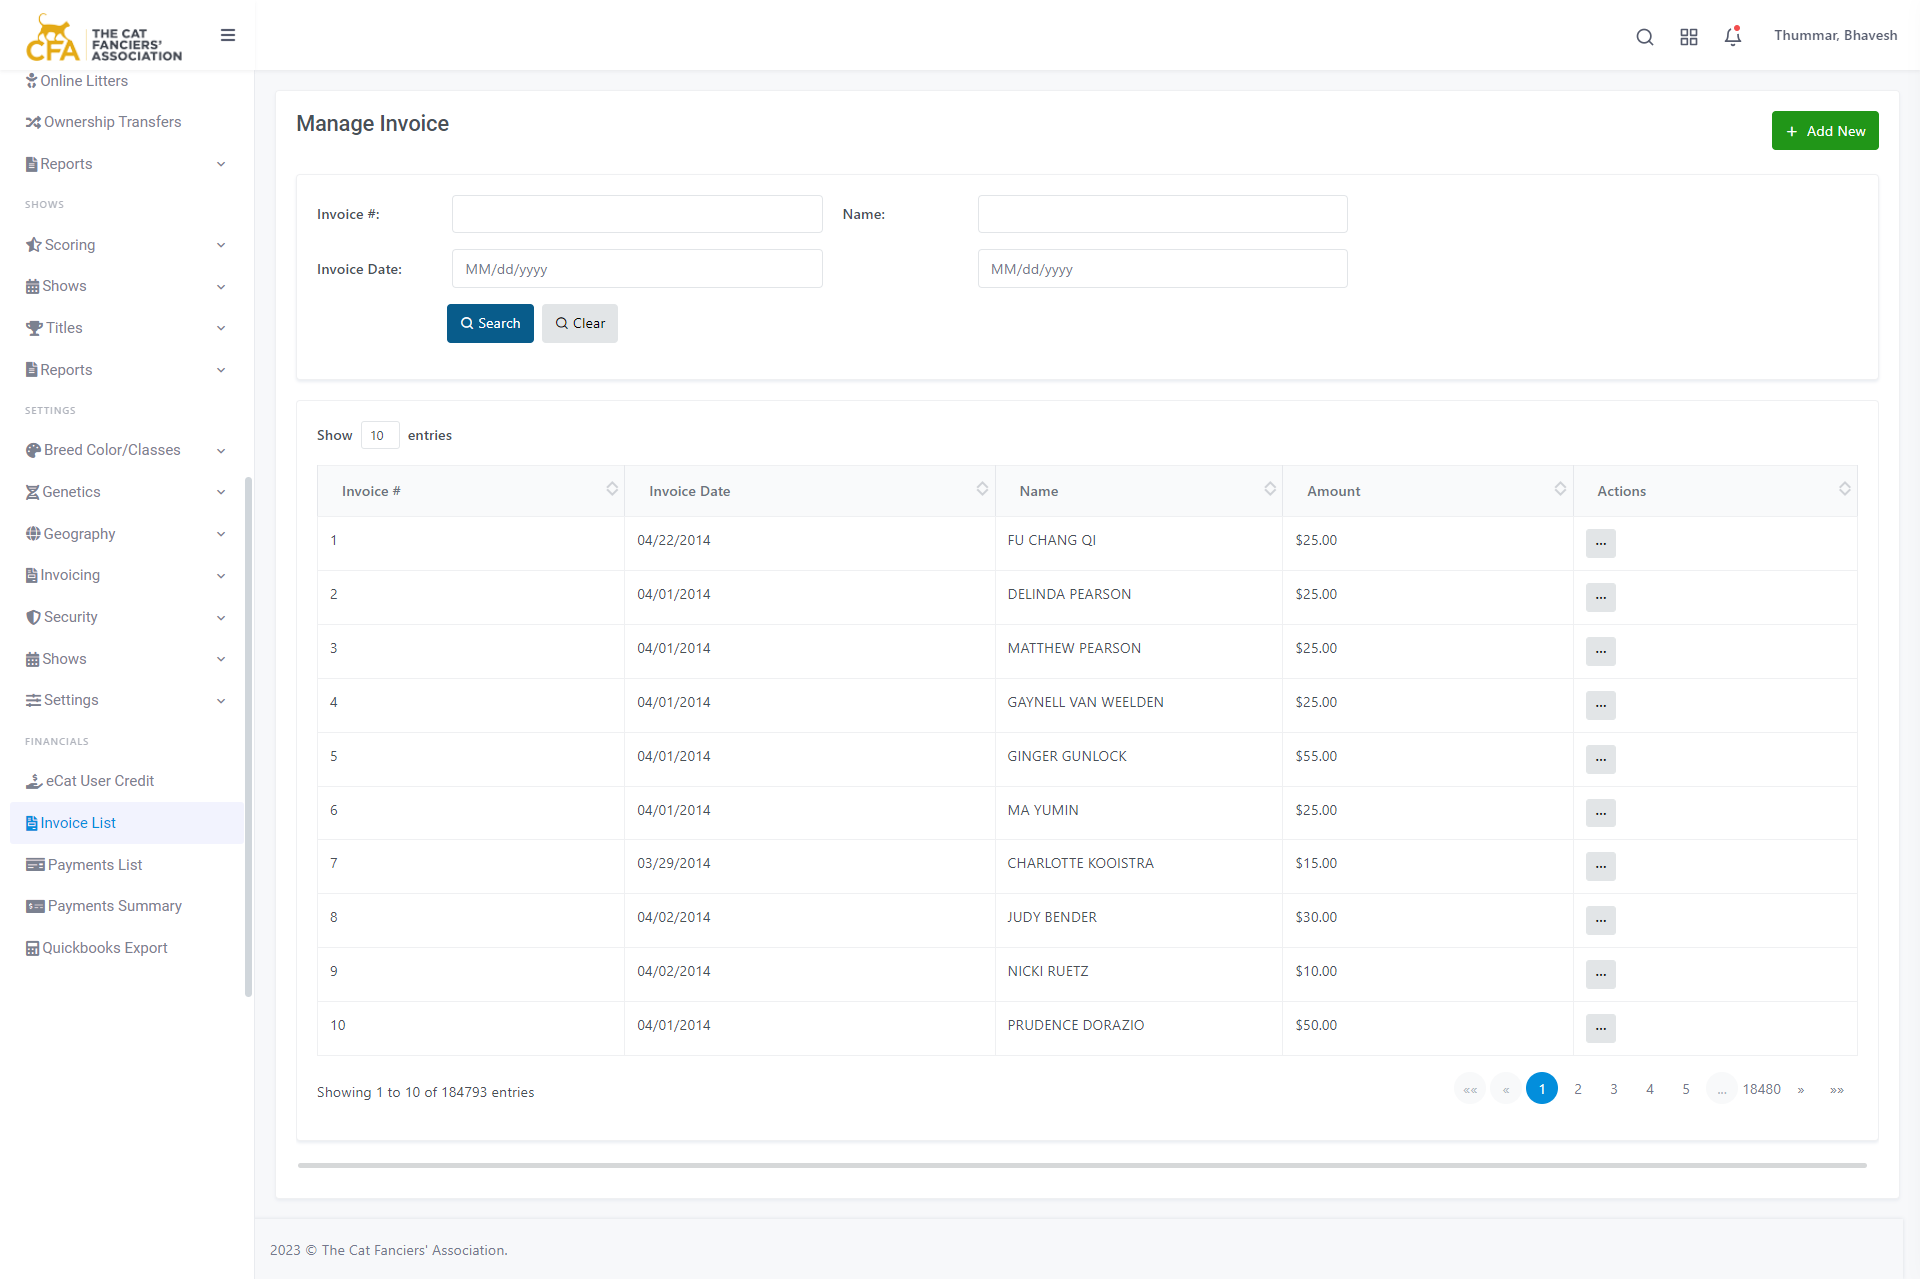 THE CAT
FANCIERS'
ASSOCIATION
CFA
Thummar, Bhavesh
Online Litters
Ownership Transfers
Reports
SHOWS
Scoring
Shows
Titles
Reports
SETTINGS
Breed Color/Classes
Genetics
Geography
Invoicing
Security
Shows
Settings
FINANCIALS
eCat User Credit
Invoice List
Payments List
Payments Summary
Quickbooks Export
Manage Invoice
+ Add New
Invoice #:
Name:
Invoice Date:
MM/dd/yyyy
MM/dd/yyyy
Search
Clear
Show 10 entries
Invoice # Invoice Date Name Amount Actions
1 04/22/2014 FU CHANG QI $25.00 ...
2 04/01/2014 DELINDA PEARSON $25.00 ...
3 04/01/2014 MATTHEW PEARSON $25.00 ...
4 04/01/2014 GAYNELL VAN WEELDEN $25.00 ...
5 04/01/2014 GINGER GUNLOCK $55.00 ...
6 04/01/2014 MA YUMIN $25.00 ...
7 03/29/2014 CHARLOTTE KOOISTRA $15.00 ...
8 04/02/2014 JUDY BENDER $30.00 ...
9 04/02/2014 NICKI RUETZ $10.00 ...
10 04/01/2014 PRUDENCE DORAZIO $50.00 ...
Showing 1 to 10 of 184793 entries
«« « 1 2 3 4 5 ... 18480 » »»
2023 © The Cat Fanciers' Association.